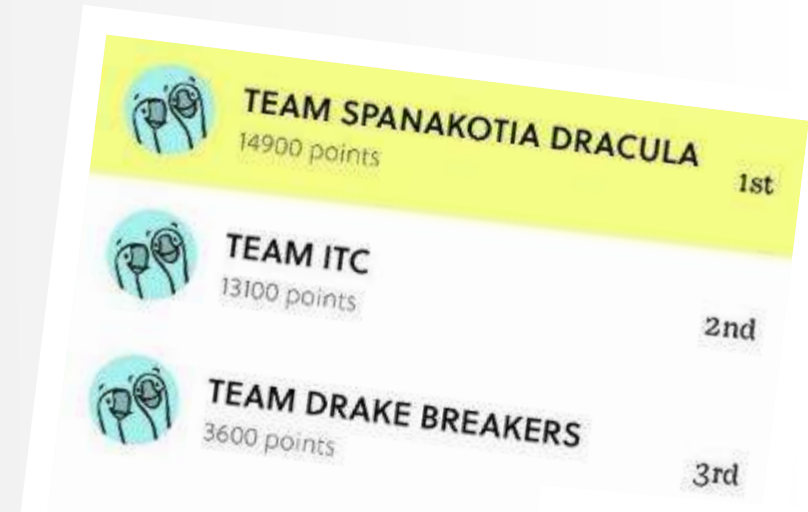 TEAM SPANAKOTIA DRACULA
14900 points
1st
TEAM ITC
13100 points
2nd
TEAM DRAKE BREAKERS
3600 points
3rd